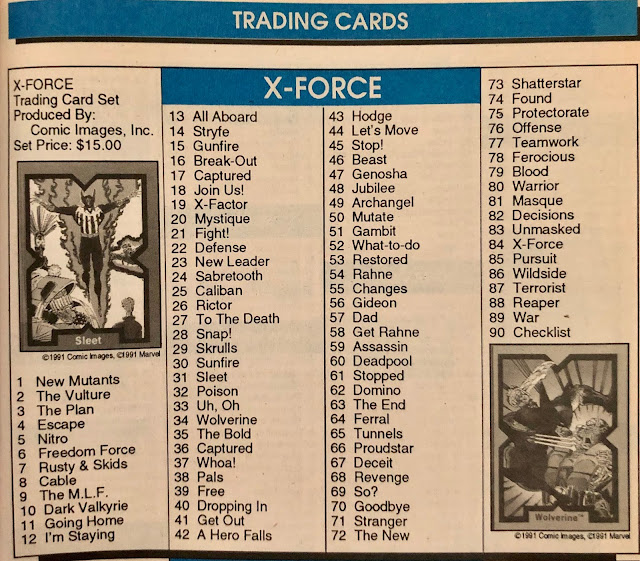 TRADING CARDS
X-FORCE
Trading Card Set
Produced By:
Comic Images, Inc.
Set Price: $15.00
Sleet
©1991 Comic Images, ©1991 Marvel
1 New Mutants
2 The Vulture
3 The Plan
4 Escape
5 Nitro
6 Freedom Force
7 Rusty & Skids
8 Cable
9 The M.L.F.
10 Dark Valkyrie
11 Going Home
12 I'm Staying
X-FORCE
13 All Aboard
14 Stryfe
15 Gunfire
16 Break-Out
17 Captured
18 Join Us!
19 X-Factor
20 Mystique
21 Fight!
22 Defense
23 New Leader
24 Sabretooth
25 Caliban
26 Rictor
27 To The Death
28 Snap!
29 Skrulls
30 Sunfire
31 Sleet
32 Poison
33 Uh, Oh
34 Wolverine
35 The Bold
36 Captured
37 Whoa!
38 Pals
39 Free
40 Dropping In
41 Get Out
42 A Hero Falls
43 Hodge
44 Let's Move
45 Stop!
46 Beast
47 Genosha
48 Jubilee
49 Archangel
50 Mutate
51 Gambit
52 What-to-do
53 Restored
54 Rahne
55 Changes
56 Gideon
57 Dad
58 Get Rahne
59 Assassin
60 Deadpool
61 Stopped
62 Domino
63 The End
64 Ferral
65 Tunnels
66 Proudstar
67 Deceit
68 Revenge
69 So?
70 Goodbye
71 Stranger
72 The New
73 Shatterstar
74 Found
75 Protectorate
76 Offense
77 Teamwork
78 Ferocious
79 Blood
80 Warrior
81 Masque
82 Decisions
83 Unmasked
84 X-Force
85 Pursuit
86 Wildside
87 Terrorist
88 Reaper
89 War
90 Checklist
Wolverine™
©1991 Comic Images, ©1991 Marvel